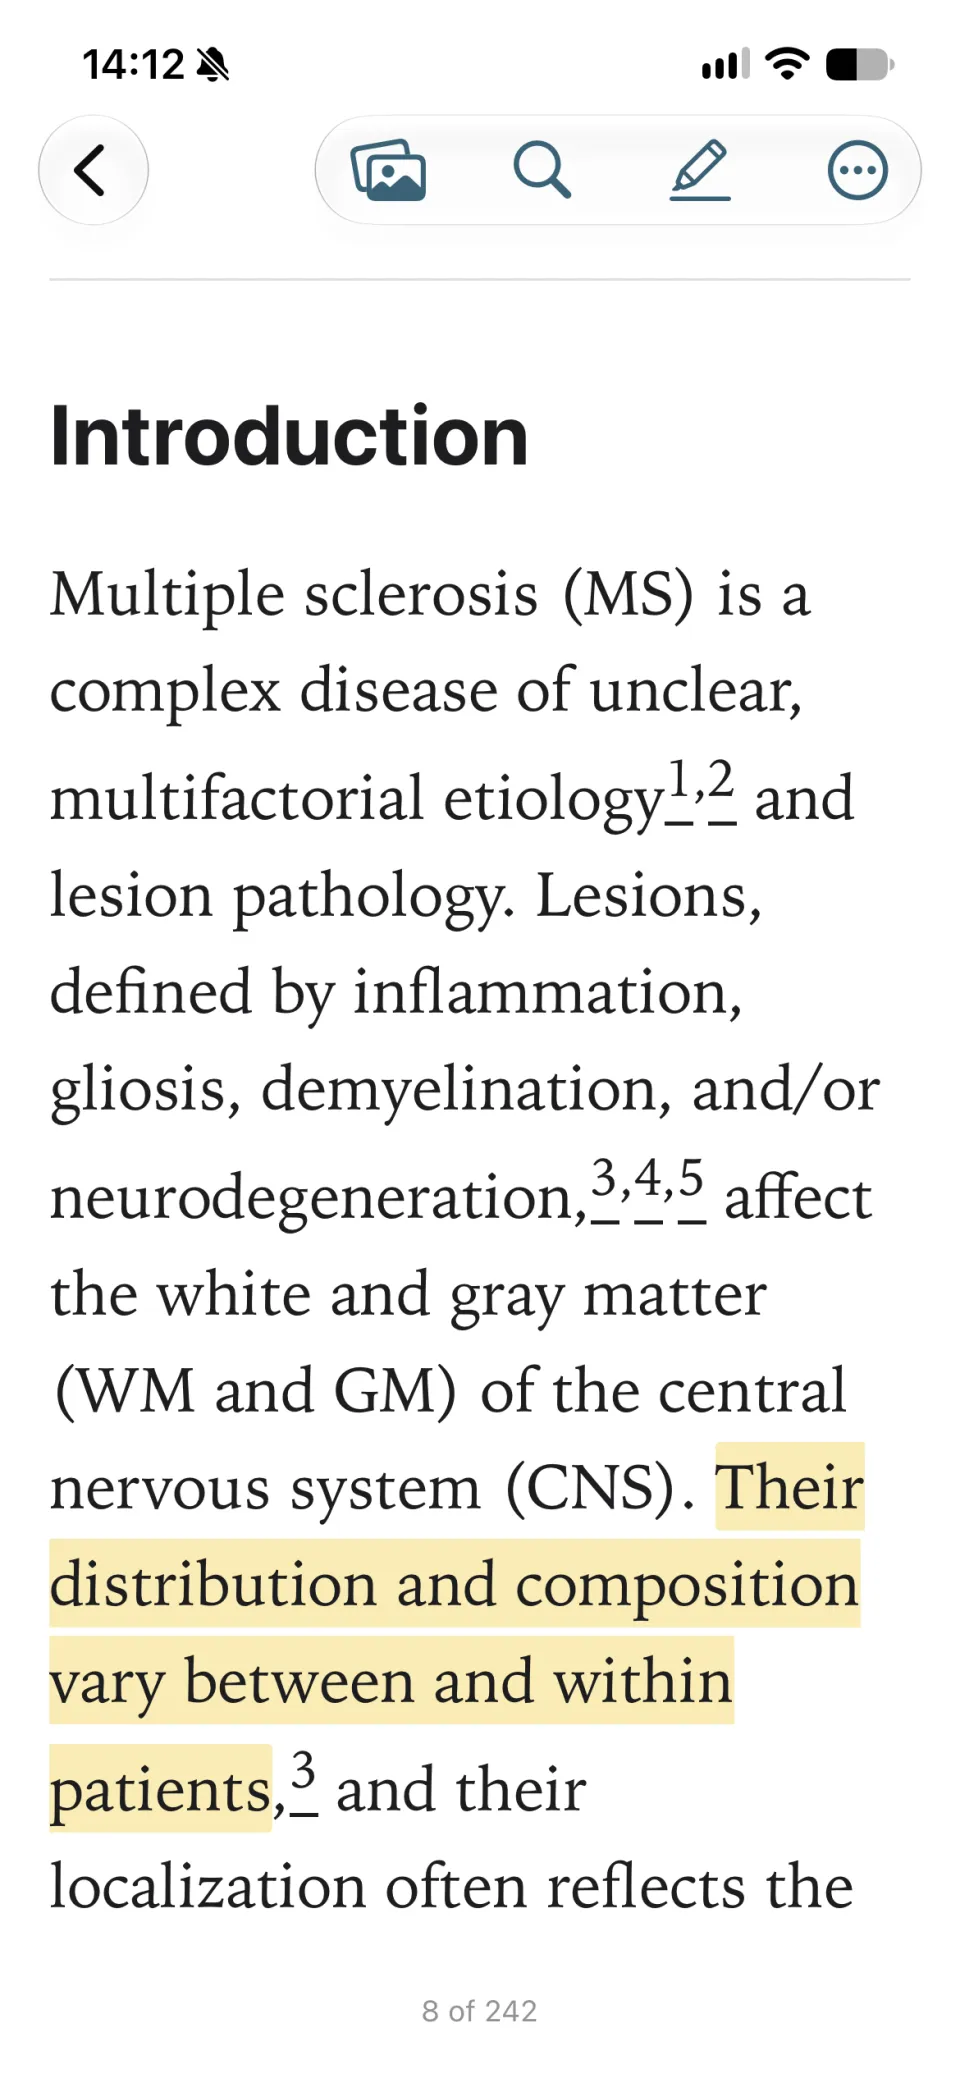 14:12
Introduction
Multiple sclerosis (MS) is a
complex disease of unclear,
multifactorial etiology1,2 and
lesion pathology. Lesions,
defined by inflammation,
gliosis, demyelination, and/or
neurodegeneration,3,4,5 affect
the white and gray matter
(WM and GM) of the central
nervous system (CNS). Their
distribution and composition
vary between and within
patients,3 and their
localization often reflects the
8 of 242